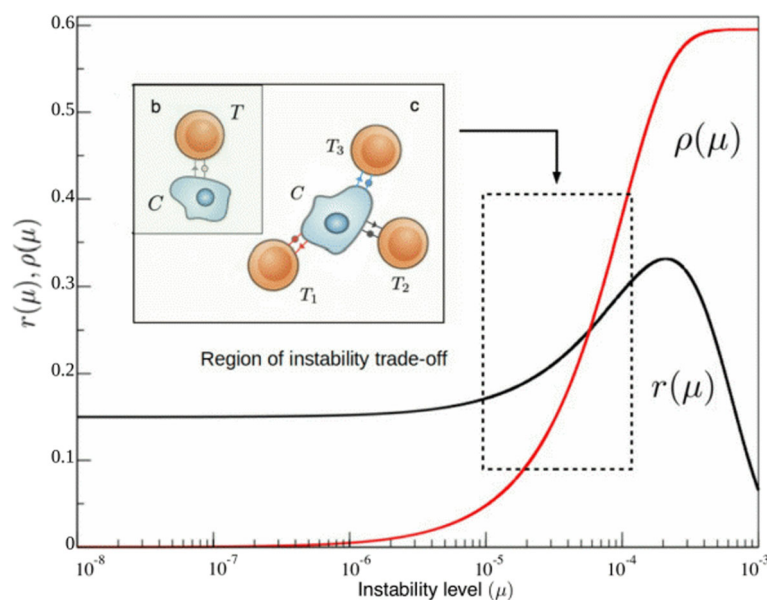 0.6
0.5
0.4
0.3
0.2
0.1
0
r(μ), ρ(μ)
b
T
C
c
T₃
C
T₁
T₂
Region of instability trade-off
ρ(μ)
r(μ)
10⁻⁸
10⁻⁷
10⁻⁶
10⁻⁵
10⁻⁴
10⁻³
Instability level (μ)